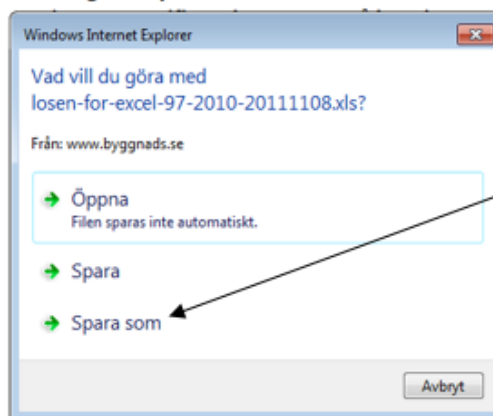 Windows Internet Explorer
Vad vill du göra med
losen-for-excel-97-2010-20111108.xls?
Från: www.byggnads.se
Öppna
Filen sparas inte automatiskt.
Spara
Spara som
Avbryt